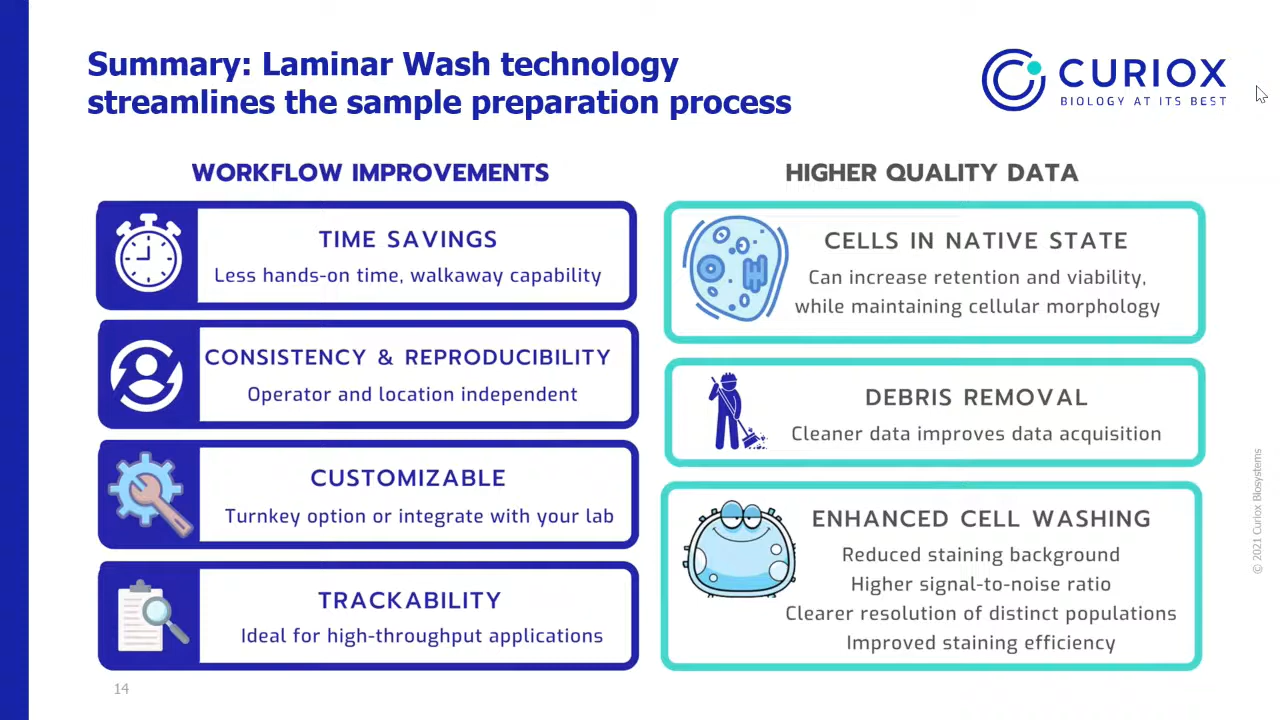 Summary: Laminar Wash technology
streamlines the sample preparation process
CURIOX
BIOLOGY AT ITS BEST
WORKFLOW IMPROVEMENTS
TIME SAVINGS
Less hands-on time, walkaway capability
CONSISTENCY & REPRODUCIBILITY
Operator and location independent
CUSTOMIZABLE
Turnkey option or integrate with your lab
TRACKABILITY
Ideal for high-throughput applications
HIGHER QUALITY DATA
CELLS IN NATIVE STATE
Can increase retention and viability,
while maintaining cellular morphology
DEBRIS REMOVAL
Cleaner data improves data acquisition
ENHANCED CELL WASHING
Reduced staining background
Higher signal-to-noise ratio
Clearer resolution of distinct populations
Improved staining efficiency
© 2021 Curiox Biosystems
14